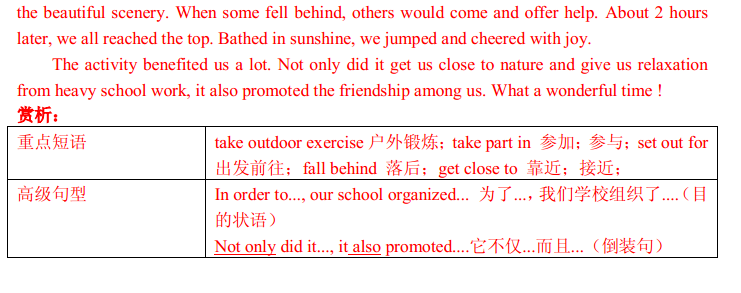 the beautiful scenery. When some fell behind, others would come and offer help. About 2 hours
later, we all reached the top. Bathed in sunshine, we jumped and cheered with joy.
The activity benefited us a lot. Not only did it get us close to nature and give us relaxation
from heavy school work, it also promoted the friendship among us. What a wonderful time !
赏析：
重点短语
take outdoor exercise 户外锻炼；take part in 参加；参与；set out for
出发前往；fall behind 落后；get close to 靠近；接近；
高级句型
In order to..., our school organized... 为了...，我们学校组织了....（目
的状语）
Not only did it..., it also promoted....它不仅...而且...（倒装句）